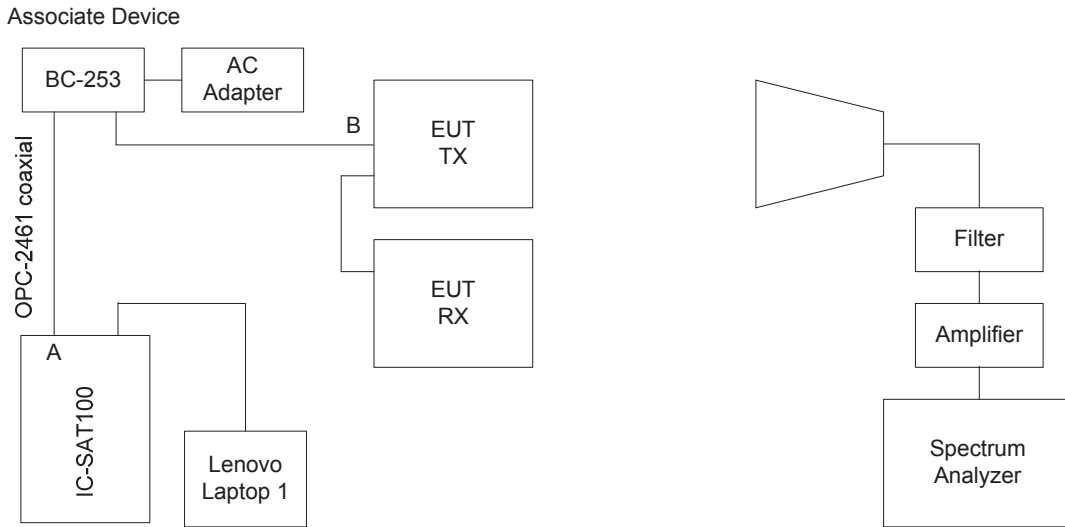 Associate Device
BC-253
AC
Adapter
B
EUT
TX
OPC-2461 coaxial
EUT
RX
A
IC-SAT100
Lenovo
Laptop 1
Filter
Amplifier
Spectrum
Analyzer